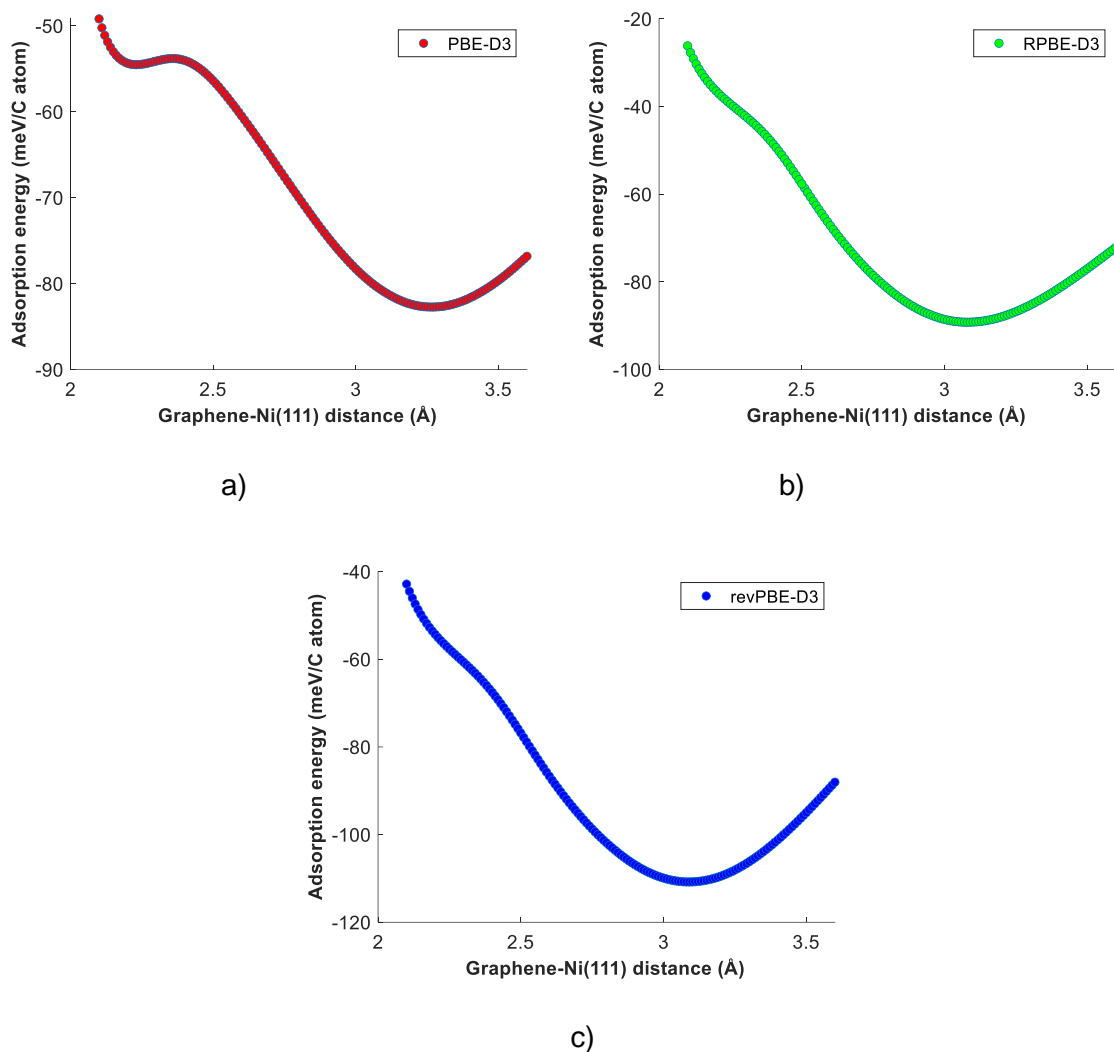 -50
-60
-70
-80
-90
Adsorption energy (meV/C atom)
PBE-D3
2 2.5 3 3.5
Graphene-Ni(111) distance (Å)
a)
-20
-40
-60
-80
-100
Adsorption energy (meV/C atom)
RPBE-D3
2 2.5 3 3.5
Graphene-Ni(111) distance (Å)
b)
-40
-60
-80
-100
-120
Adsorption energy (meV/C atom)
revPBE-D3
2 2.5 3 3.5
Graphene-Ni(111) distance (Å)
c)